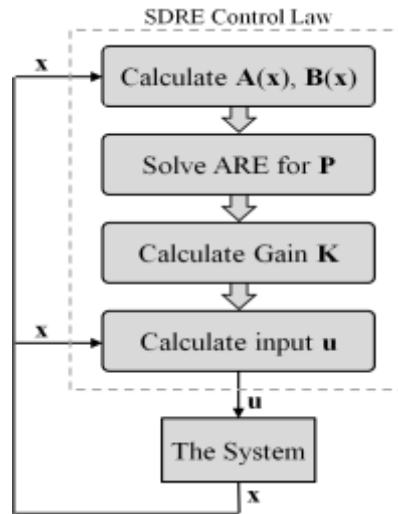 SDRE Control Law
x
Calculate A(x), B(x)
Solve ARE for P
Calculate Gain K
x
Calculate input u
u
The System
x